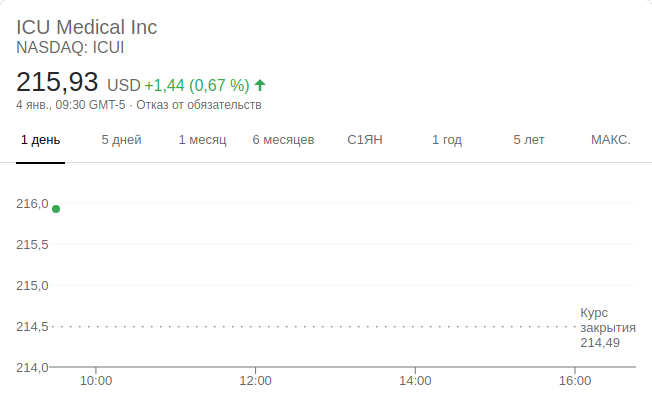 ICU Medical Inc
NASDAQ: ICUI
215,93 USD +1,44 (0,67 %)
4 янв., 09:30 GMT-5 · Отказ от обязательств
1 день 5 дней 1 месяц 6 месяцев С1ЯН 1 год 5 лет МАКС.
216,0
215,5
215,0
214,5
Курс
закрытия
214,49
214,0
10:00 12:00 14:00 16:00